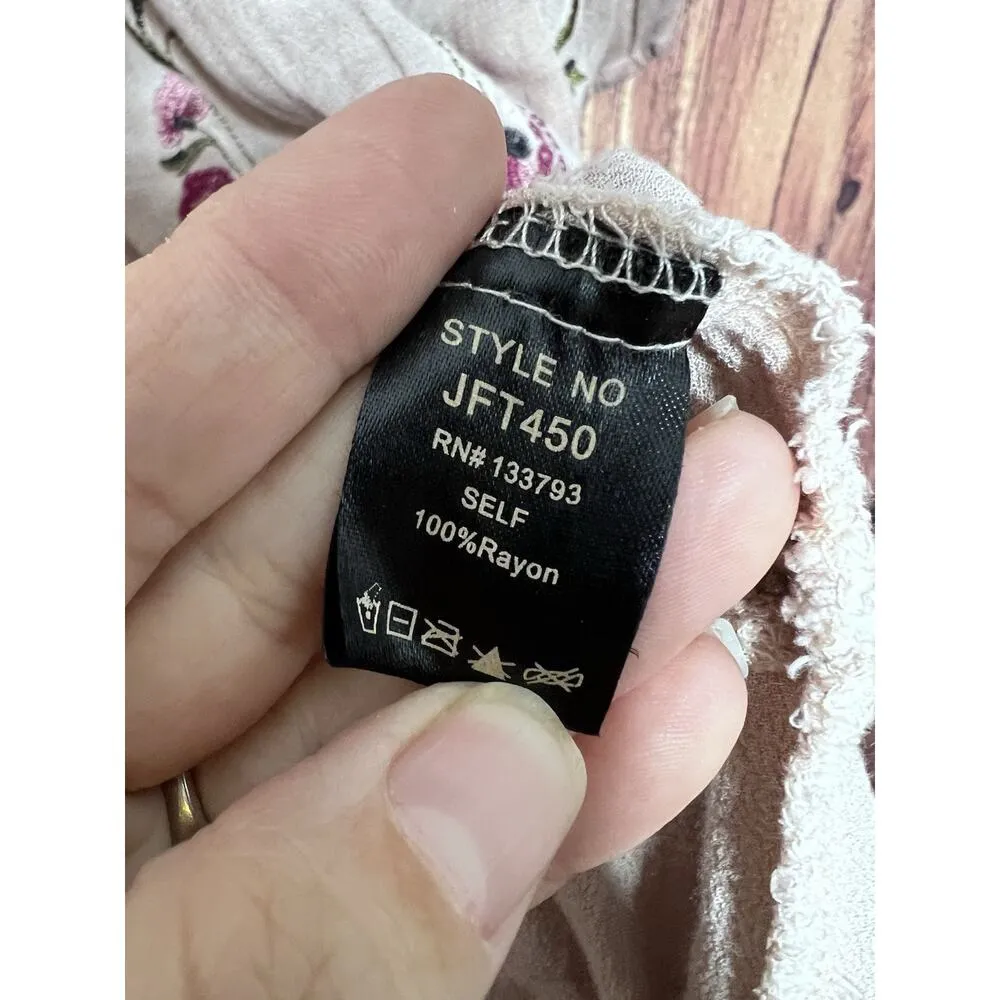 STYLE NO
JFT450
RN# 133793
SELF
100%Rayon